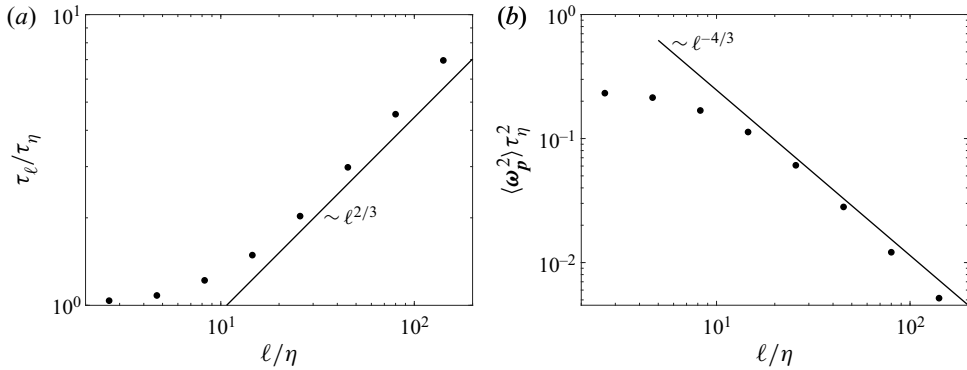 (a)
10^1
τ_ℓ/τ_η
10^0
∼ ℓ^{2/3}
10^1
10^2
ℓ/η
(b)
10^0
10^{-1}
10^{-2}
⟨ω_p^2⟩τ_η^2
∼ ℓ^{-4/3}
10^1
10^2
ℓ/η